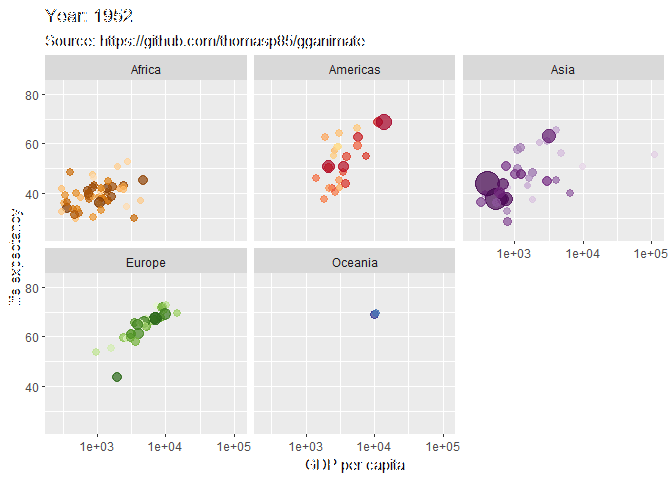 Year: 1952
Source: https://github.com/thomasp85/gganimate
Africa
Americas
Asia
80
60
40
1e+03 1e+04 1e+05
Europe
Oceania
80
60
40
1e+03 1e+04 1e+05
1e+03 1e+04 1e+05
GDP per capita
life expectancy